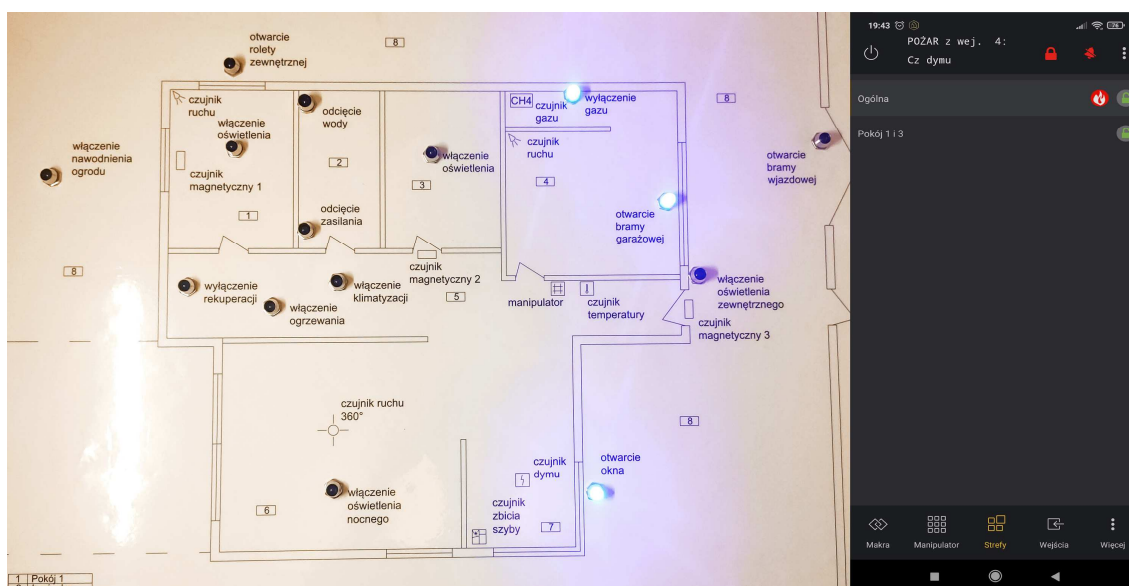 otwarcie
rolety
zewnętrznej
8
czujnik
ruchu
włączenie
oświetlenia
czujnik
magnetyczny 1
1
odcięcie
wody
2
odcięcie
zasilania
włączenie
oświetlenia
3
CH4
czujnik
gazu
wyłączenie
gazu
czujnik
ruchu
4
otwarcie
bramy
garażowej
8
otwarcie
bramy
wjazdowej
włączenie
nawodnienia
ogrodu
8
wyłączenie
rekuperacji
włączenie
ogrzewania
włączenie
klimatyzacji
czujnik
magnetyczny 2
5
manipulator
czujnik
temperatury
włączenie
oświetlenia
zewnętrznego
czujnik
magnetyczny 3
czujnik ruchu
360°
włączenie
oświetlenia
nocnego
6
czujnik
dymu
czujnik
zbicia
szyby
7
otwarcie
okna
8
1 Pokój 1
19:43
POŻAR z wej. 4:
Cz dymu
Ogólna
Pokój 1 i 3
Makra
Manipulator
Strefy
Wejścia
Więcej